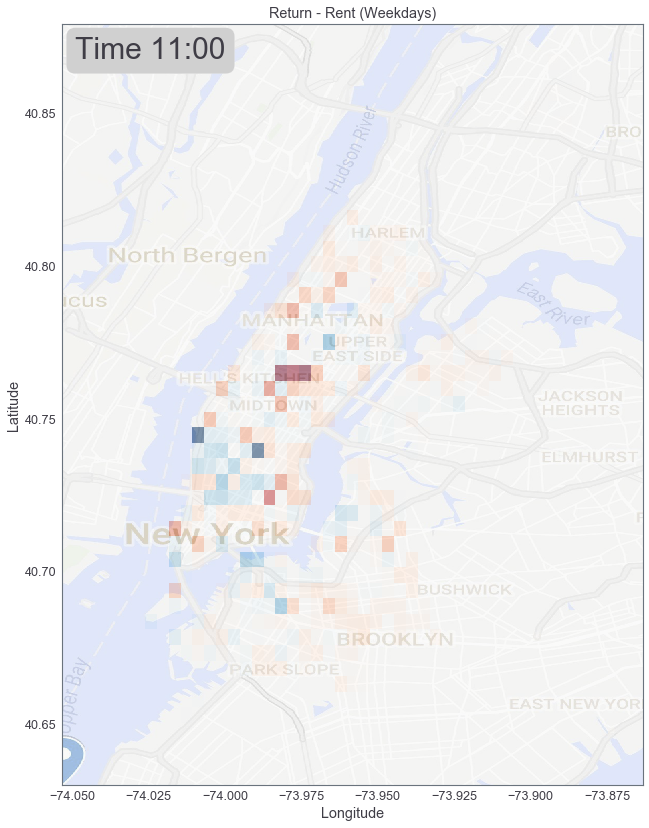 Return - Rent (Weekdays)
Time 11:00
40.85
40.80
40.75
40.70
40.65
Latitude
Hudson River
BRO
HARLEM
North Bergen
East River
CUS
MANHATTAN
UPPER
EAST SIDE
HELL'S KITCHEN
MIDTOWN
JACKSON
HEIGHTS
ELMHURST
New York
BUSHWICK
BROOKLYN
PARK SLOPE
EAST NEW YOR
pper Bay
−74.050 −74.025 −74.000 −73.975 −73.950 −73.925 −73.900 −73.875
Longitude